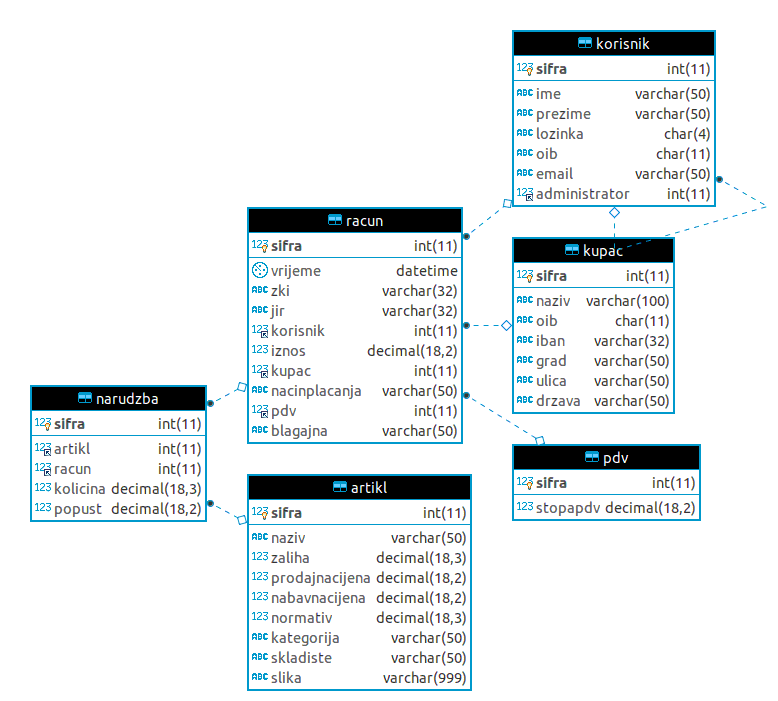 korisnik
123 sifra int(11)
ABC ime varchar(50)
ABC prezime varchar(50)
ABC lozinka char(4)
ABC oib char(11)
ABC email varchar(50)
123 administrator int(11)
racun
123 sifra int(11)
vrijeme datetime
ABC zki varchar(32)
ABC jir varchar(32)
123 korisnik int(11)
123 iznos decimal(18,2)
123 kupac int(11)
ABC nacinplacanja varchar(50)
123 pdv int(11)
ABC blagajna varchar(50)
kupac
123 sifra int(11)
ABC naziv varchar(100)
ABC oib char(11)
ABC iban varchar(32)
ABC grad varchar(50)
ABC ulica varchar(50)
ABC drzava varchar(50)
narudzba
123 sifra int(11)
123 artikl int(11)
123 racun int(11)
123 kolicina decimal(18,3)
123 popust decimal(18,2)
pdv
123 sifra int(11)
123 stopapdv decimal(18,2)
artikl
123 sifra int(11)
ABC naziv varchar(50)
123 zaliha decimal(18,3)
123 prodajnacijena decimal(18,2)
123 nabavnacijena decimal(18,2)
123 normativ decimal(18,3)
ABC kategorija varchar(50)
ABC skladiste varchar(50)
ABC slika varchar(999)